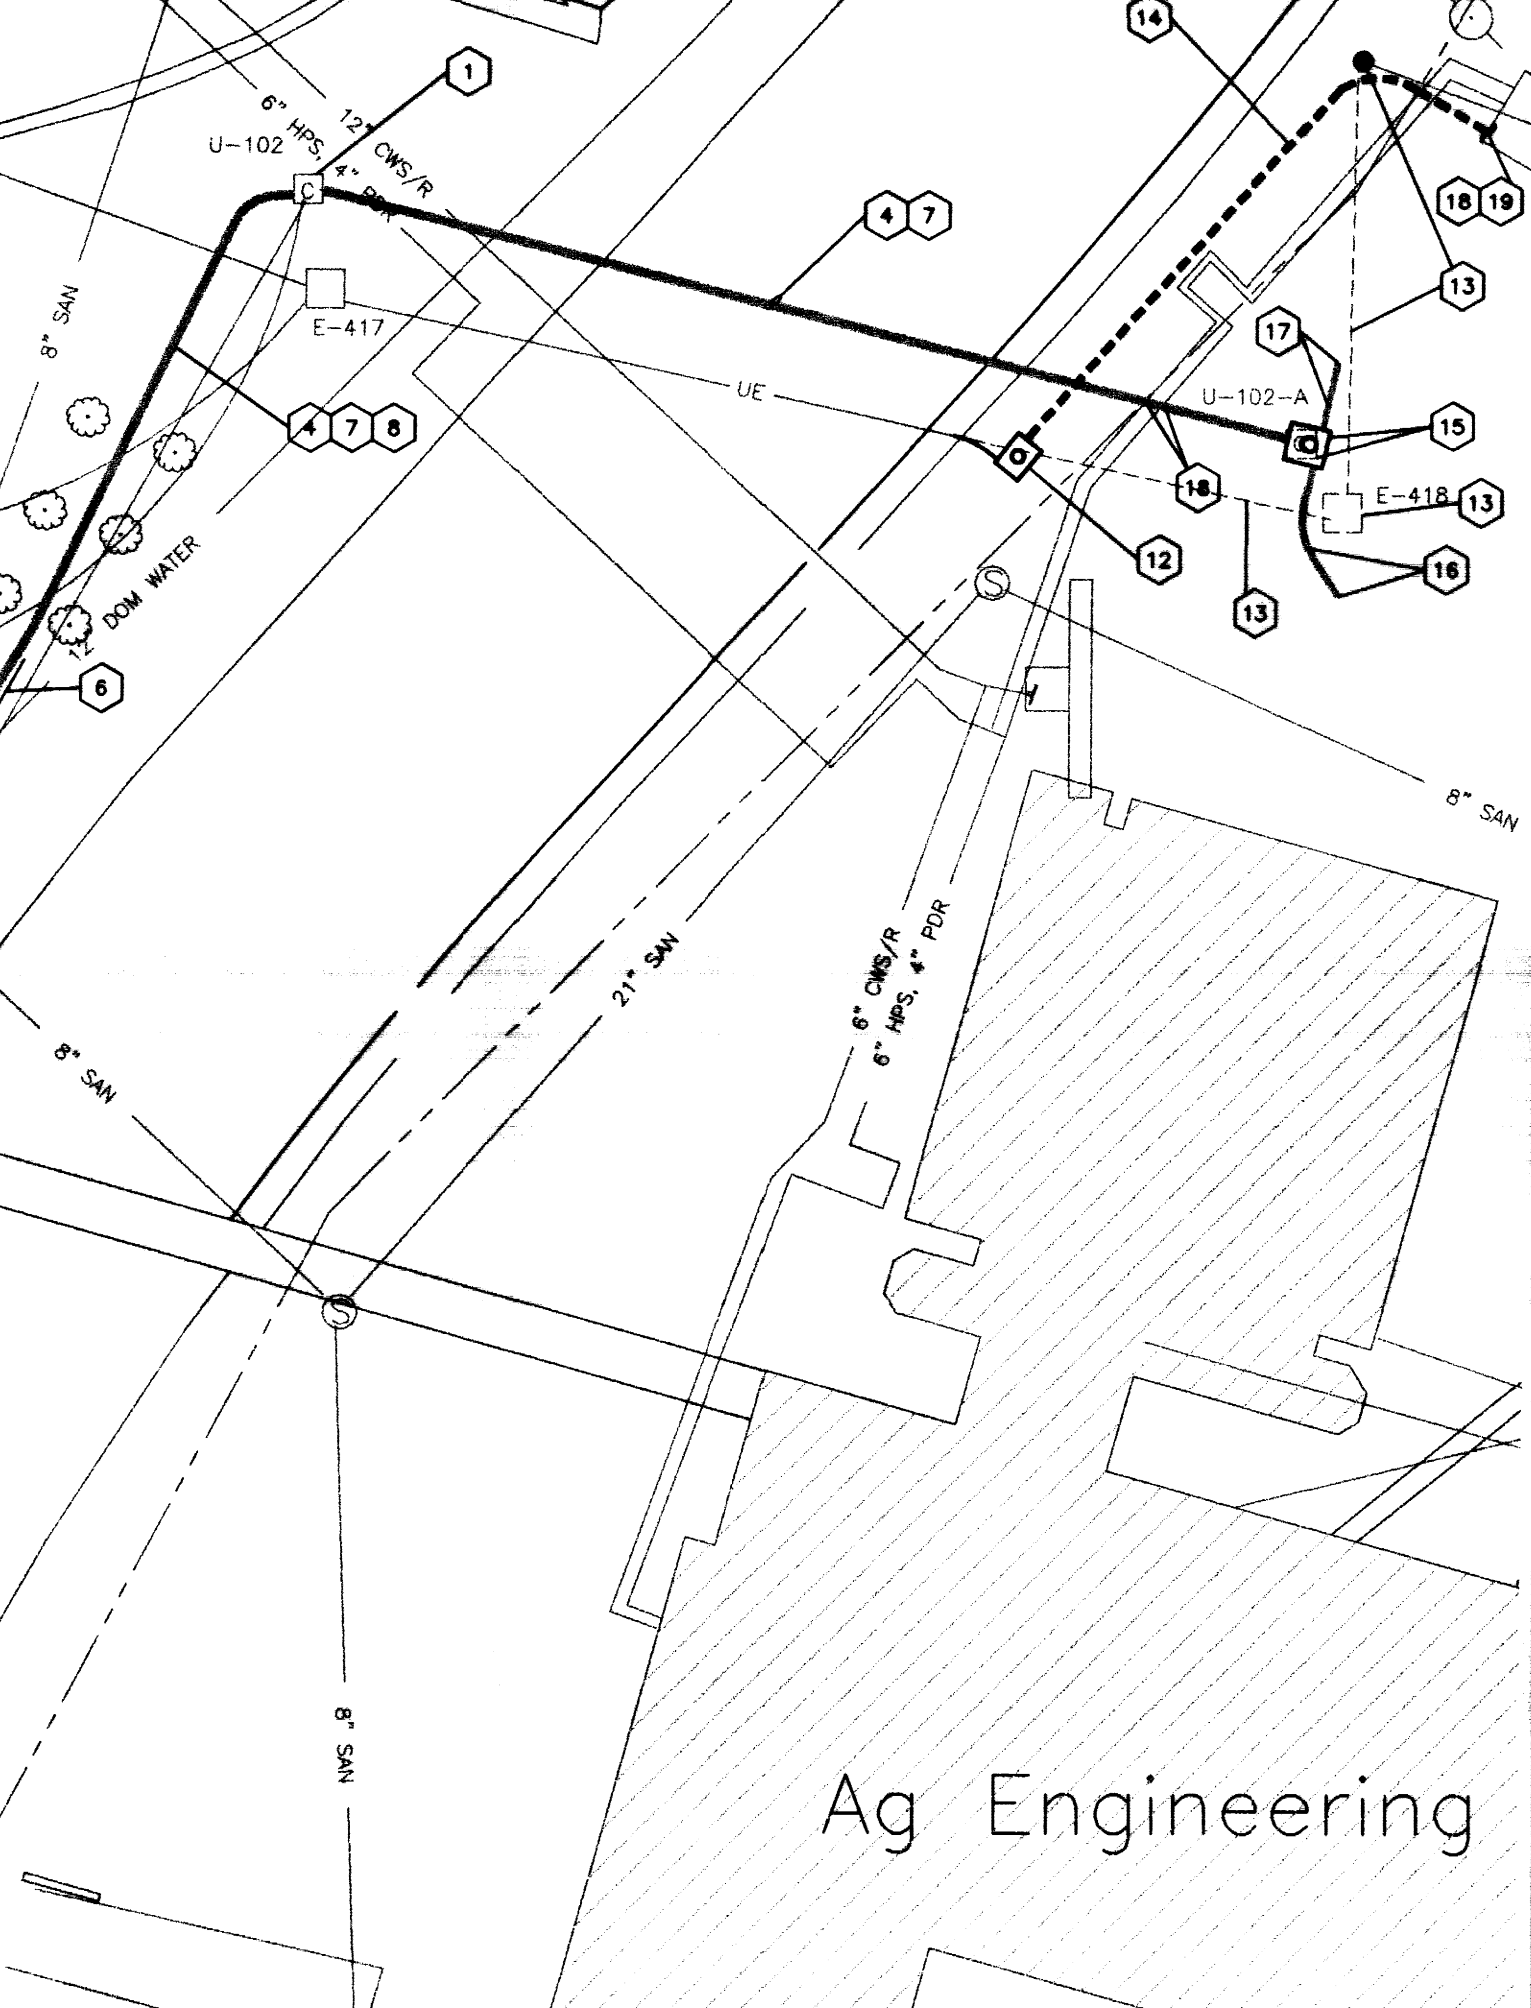 14
1
6" HPS, 4" PDR
12" CWS/R
U-102
C
4 7
18 19
13
8" SAN
E-417
17
UE
U-102-A
15
4 7 8
18
E-418
13
12
16
S
13
12" DOM WATER
6
8" SAN
21" SAN
6" CWS/R
6" HPS, 4" PDR
8" SAN
S
8" SAN
Ag Engineering